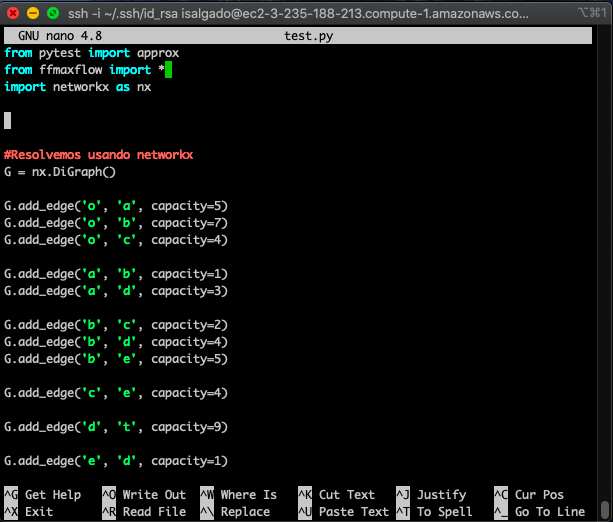 ssh -i ~/.ssh/id_rsa isalgado@ec2-3-235-188-213.compute-1.amazonaws.co... ⌥⌘1
GNU nano 4.8 test.py
from pytest import approx
from ffmaxflow import *
import networkx as nx
#Resolvemos usando networkx
G = nx.DiGraph()
G.add_edge('o', 'a', capacity=5)
G.add_edge('o', 'b', capacity=7)
G.add_edge('o', 'c', capacity=4)
G.add_edge('a', 'b', capacity=1)
G.add_edge('a', 'd', capacity=3)
G.add_edge('b', 'c', capacity=2)
G.add_edge('b', 'd', capacity=4)
G.add_edge('b', 'e', capacity=5)
G.add_edge('c', 'e', capacity=4)
G.add_edge('d', 't', capacity=9)
G.add_edge('e', 'd', capacity=1)
^G Get Help ^O Write Out ^W Where Is ^K Cut Text ^J Justify ^C Cur Pos
^X Exit ^R Read File ^\ Replace ^U Paste Text ^T To Spell ^_ Go To Line